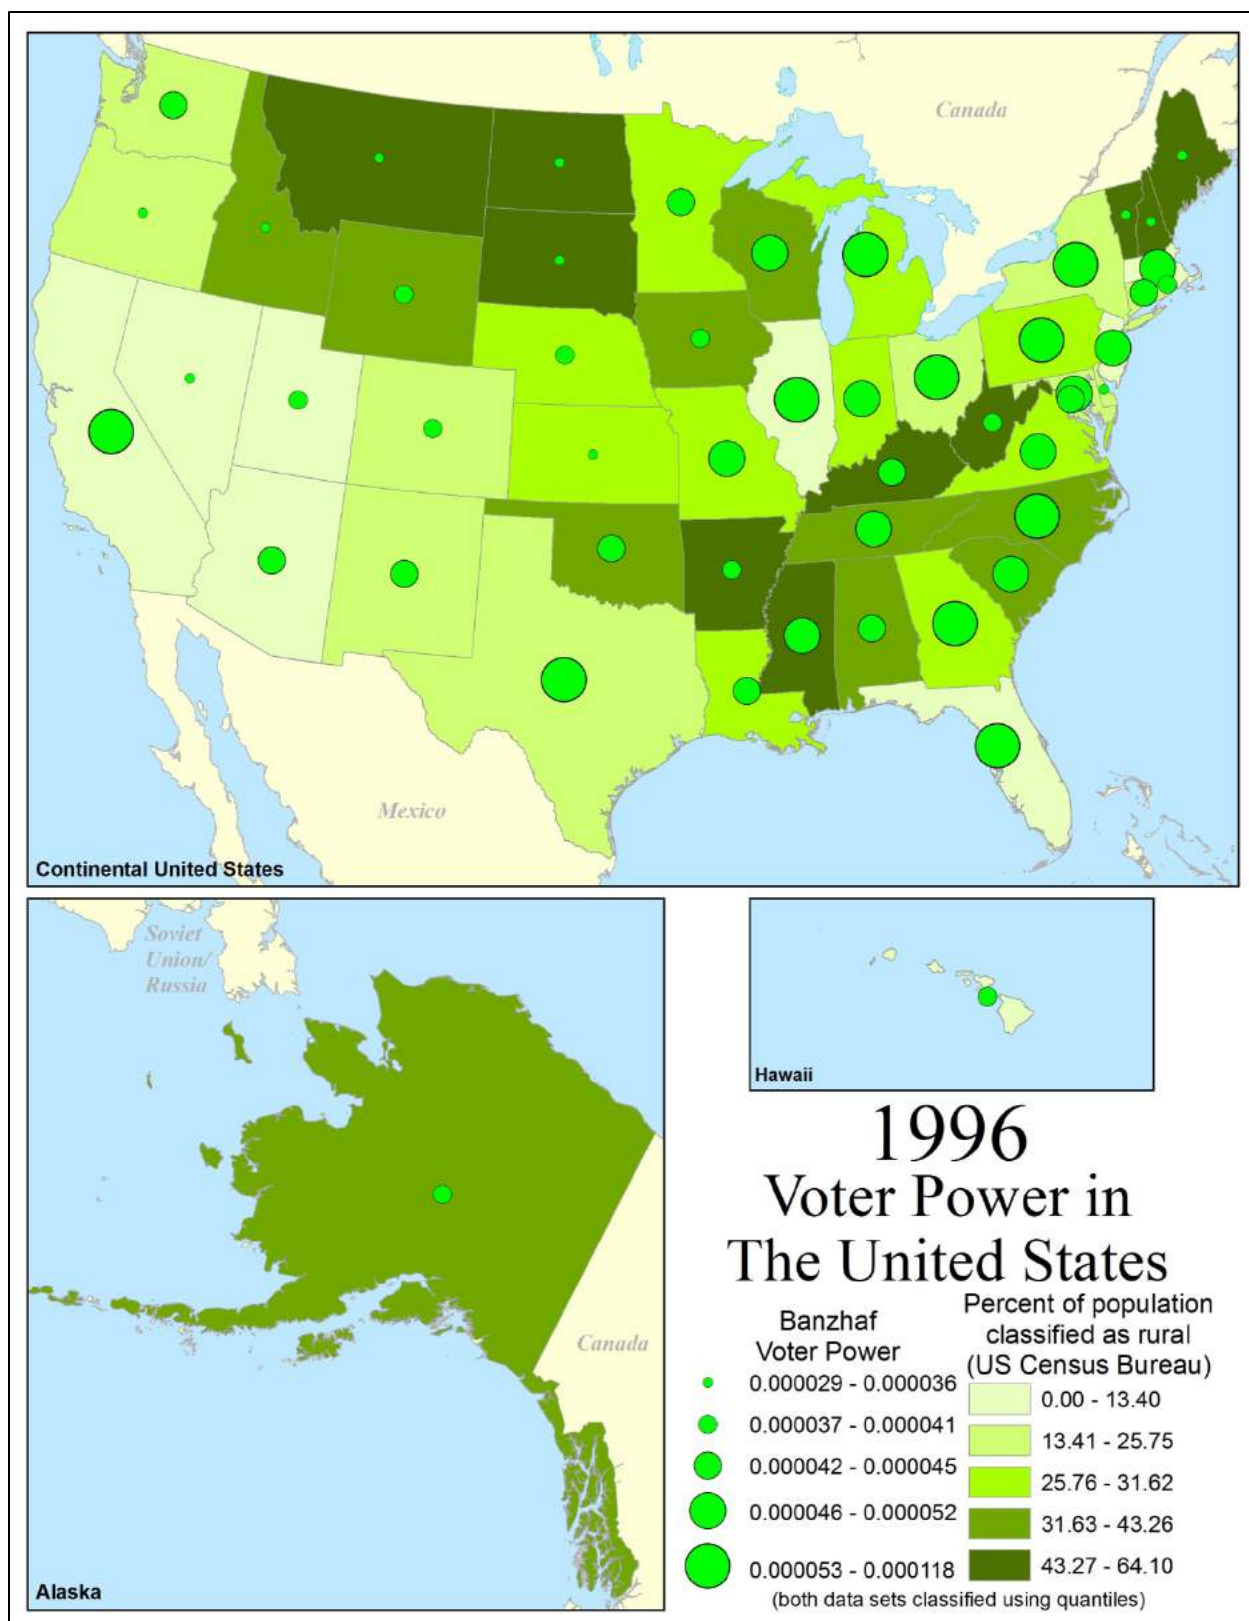 Canada
Mexico
Continental United States
Soviet
Union/
Russia
Canada
Alaska
Hawaii
1996
Voter Power in
The United States
Banzhaf
Voter Power
0.000029 - 0.000036
0.000037 - 0.000041
0.000042 - 0.000045
0.000046 - 0.000052
0.000053 - 0.000118
Percent of population
classified as rural
(US Census Bureau)
0.00 - 13.40
13.41 - 25.75
25.76 - 31.62
31.63 - 43.26
43.27 - 64.10
(both data sets classified using quantiles)